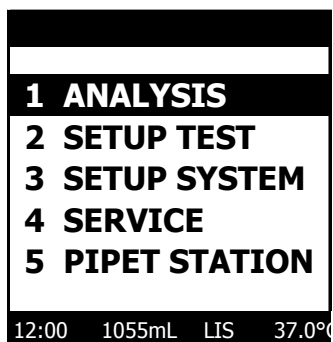 1 ANALYSIS
2 SETUP TEST
3 SETUP SYSTEM
4 SERVICE
5 PIPET STATION
12:00 1055mL LIS 37.0°C